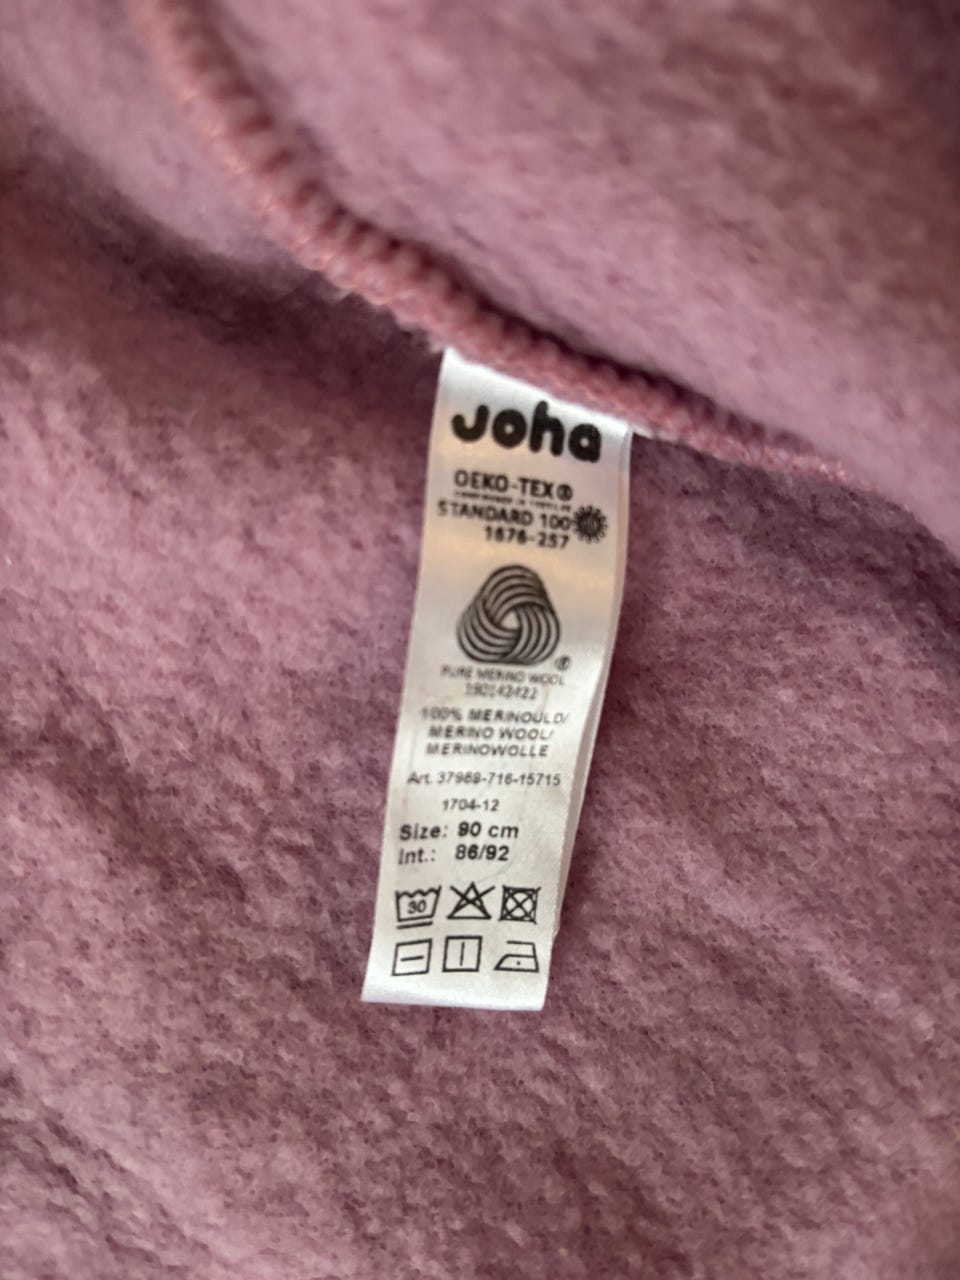 Joha
OEKO-TEX®
STANDARD 100
1676-257
®
PURE MERINO WOOL
100% MERINOULD/
MERINO WOOL/
MERINOWOLLE
Art. 37969-716-15715
1704-12
Size: 90 cm
Int.: 86/92
30